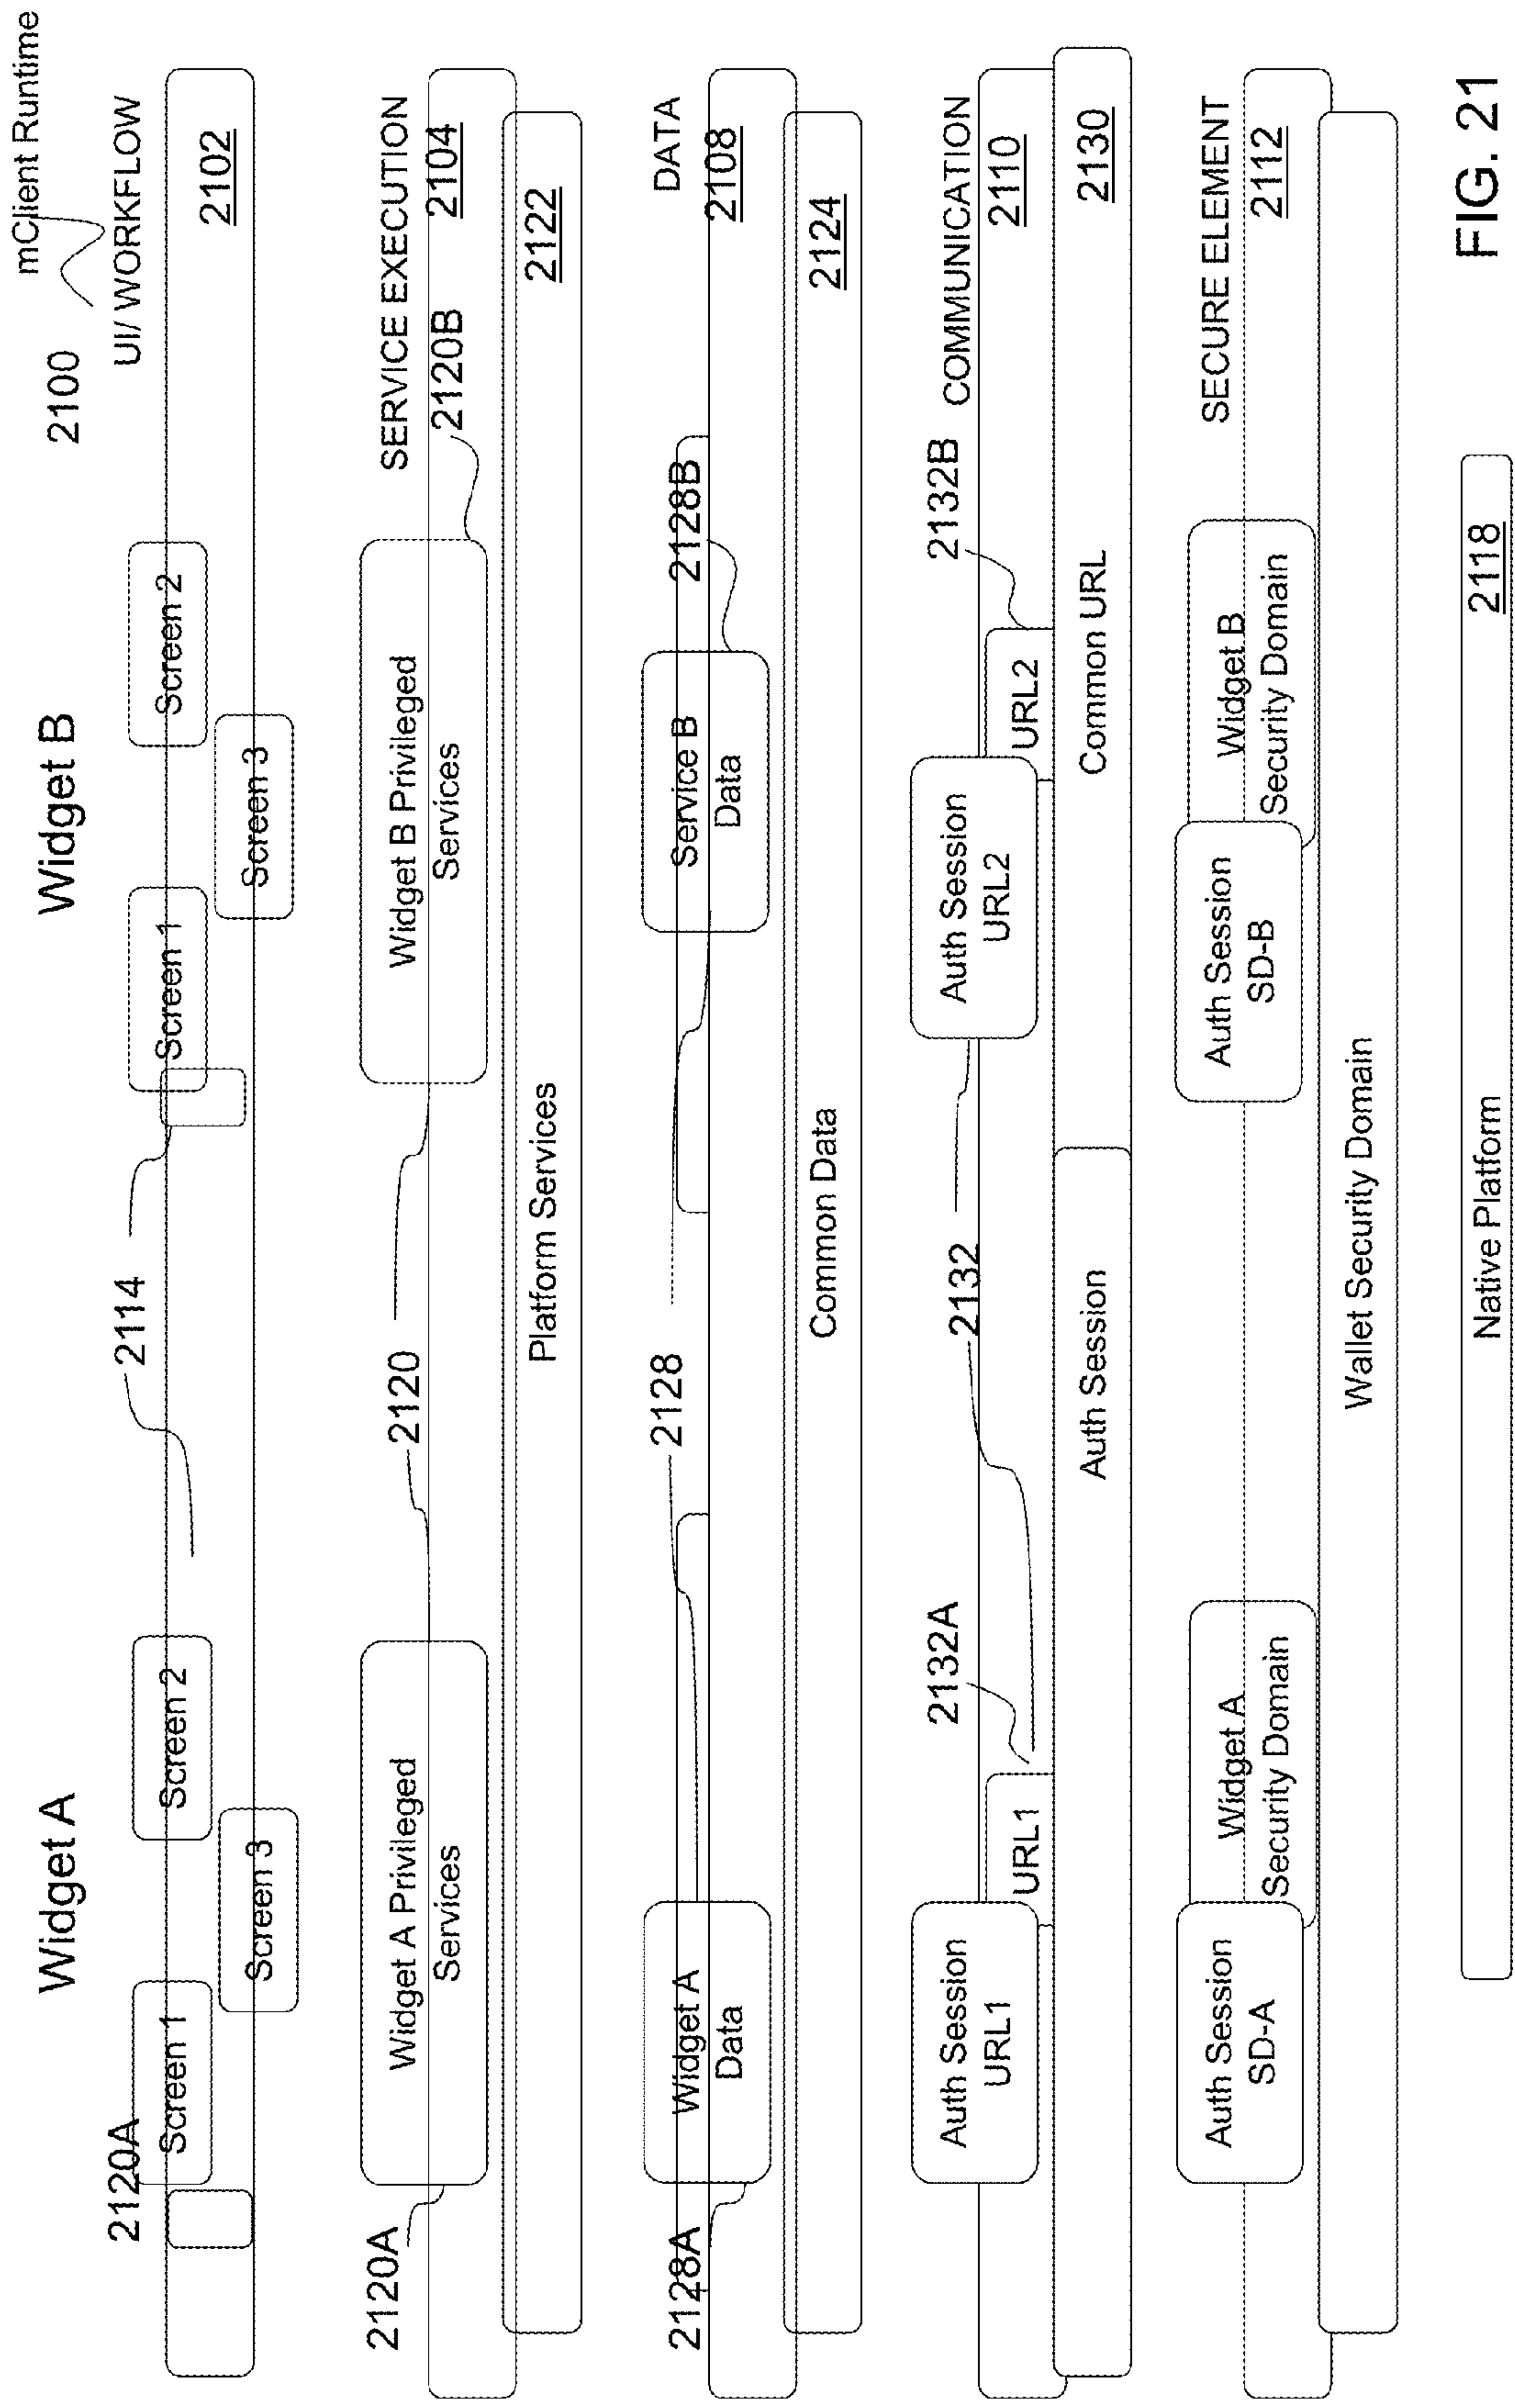 mClient Runtime
2100
Widget A
Widget B
UI/ WORKFLOW
2102
2120A
Screen 1
Screen 2
Screen 3
2114
Screen 1
Screen 2
Screen 3
SERVICE EXECUTION
2104
2120A
Widget A Privileged
Services
2120
Widget B Privileged
Services
2120B
Platform Services
2122
DATA
2108
2128A
Widget A
Data
2128
Service B
Data
2128B
Common Data
2124
COMMUNICATION
2110
Auth Session
URL1
URL1
2132A
2132
Auth Session
URL2
URL2
2132B
Auth Session
Common URL
2130
SECURE ELEMENT
2112
Auth Session
SD-A
Widget A
Security Domain
Auth Session
SD-B
Widget B
Security Domain
Wallet Security Domain
Native Platform
2118
FIG. 21